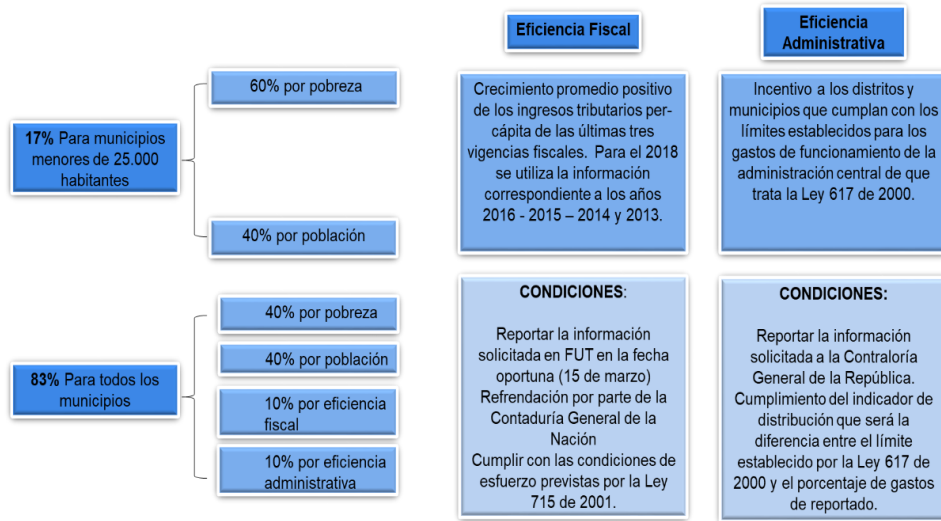 17% Para municipios
menores de 25.000
habitantes
60% por pobreza
40% por población
83% Para todos los
municipios
40% por pobreza
40% por población
10% por eficiencia
fiscal
10% por eficiencia
administrativa
Eficiencia Fiscal
Crecimiento promedio positivo
de los ingresos tributarios per-
cápita de las últimas tres
vigencias fiscales. Para el 2018
se utiliza la información
correspondiente a los años
2016 - 2015 – 2014 y 2013.
CONDICIONES:
Reportar la información
solicitada en FUT en la fecha
oportuna (15 de marzo)
Refrendación por parte de la
Contaduría General de la
Nación
Cumplir con las condiciones de
esfuerzo previstas por la Ley
715 de 2001.
Eficiencia
Administrativa
Incentivo a los distritos y
municipios que cumplan con los
límites establecidos para los
gastos de funcionamiento de la
administración central de que
trata la Ley 617 de 2000.
CONDICIONES:
Reportar la información
solicitada a la Contraloría
General de la República.
Cumplimiento del indicador de
distribución que será la
diferencia entre el límite
establecido por la Ley 617 de
2000 y el porcentaje de gastos
de reportado.